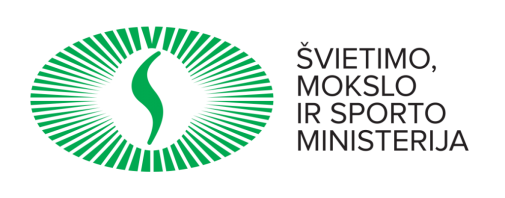 ŠVIETIMO,
MOKSLO
IR SPORTO
MINISTERIJA